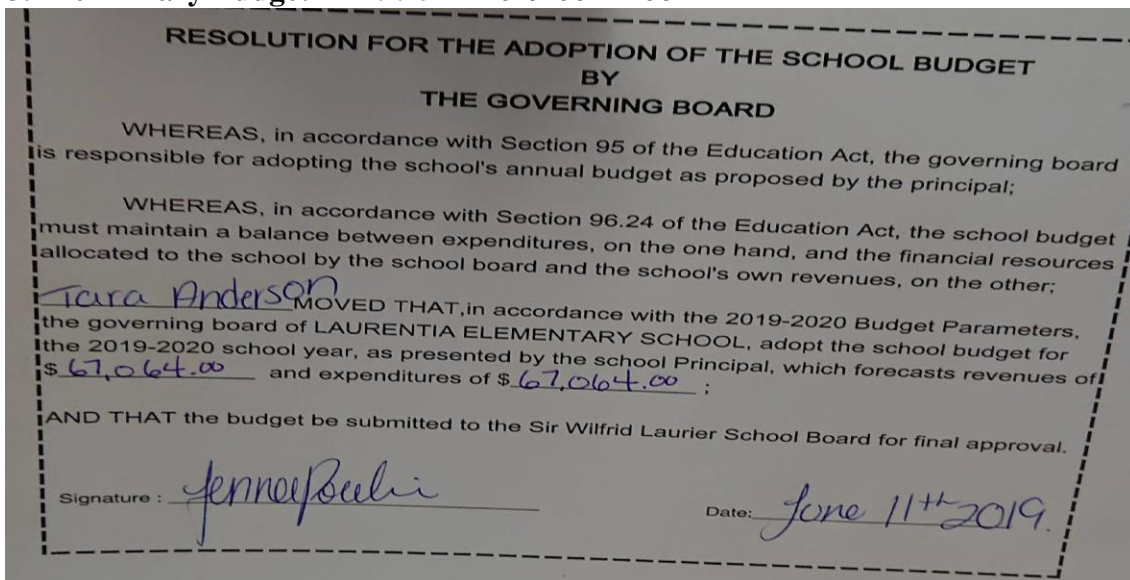 RESOLUTION FOR THE ADOPTION OF THE SCHOOL BUDGET
BY
THE GOVERNING BOARD
WHEREAS, in accordance with Section 95 of the Education Act, the governing board
is responsible for adopting the school's annual budget as proposed by the principal;
WHEREAS, in accordance with Section 96.24 of the Education Act, the school budget
must maintain a balance between expenditures, on the one hand, and the financial resources
allocated to the school by the school board and the school's own revenues, on the other;
Tara Anderson MOVED THAT,in accordance with the 2019-2020 Budget Parameters,
the governing board of LAURENTIA ELEMENTARY SCHOOL, adopt the school budget for
the 2019-2020 school year, as presented by the school Principal, which forecasts revenues of
$ 67,064.00 and expenditures of $ 67,064.00 ;
AND THAT the budget be submitted to the Sir Wilfrid Laurier School Board for final approval.
Signature :
Date: June 11th 2019.